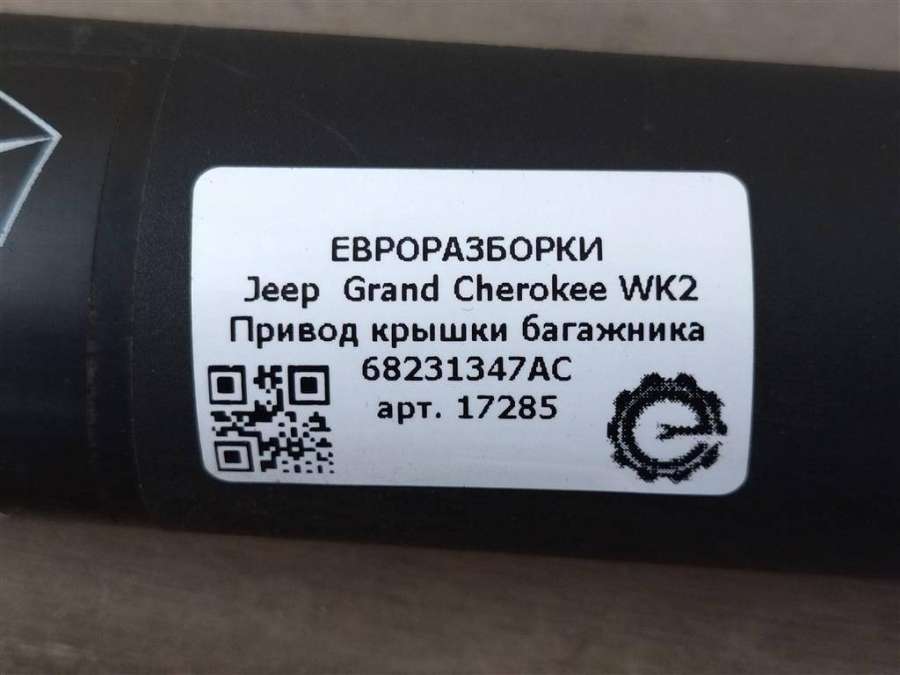 ЕВРОРАЗБОРКИ
Jeep Grand Cherokee WK2
Привод крышки багажника
68231347AC
арт. 17285